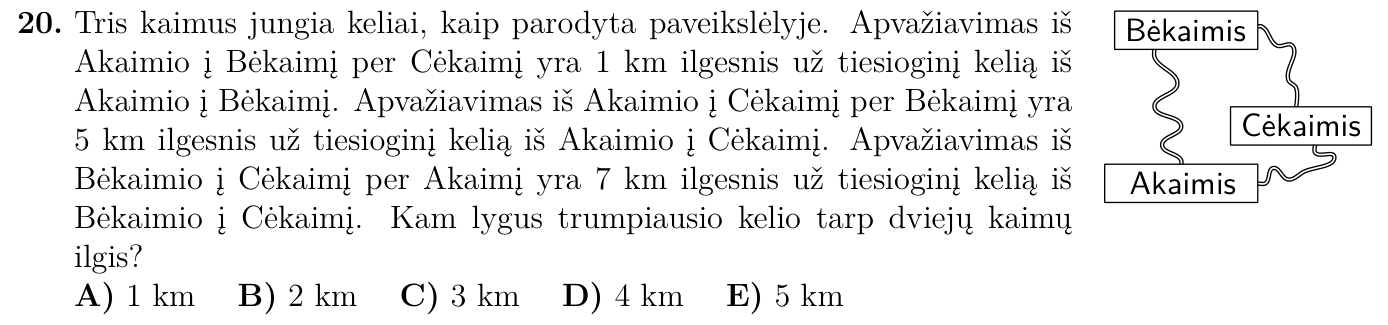 20. Tris kaimus jungia keliai, kaip parodyta paveikslėlyje. Apvažiavimas iš
Akaimio į Bėkaimį per Cėkaimį yra 1 km ilgesnis už tiesioginį kelią iš
Akaimio į Bėkaimį. Apvažiavimas iš Akaimio į Cėkaimį per Bėkaimį yra
5 km ilgesnis už tiesioginį kelią iš Akaimio į Cėkaimį. Apvažiavimas iš
Bėkaimio į Cėkaimį per Akaimį yra 7 km ilgesnis už tiesioginį kelią iš
Bėkaimio į Cėkaimį. Kam lygus trumpiausio kelio tarp dviejų kaimų
ilgis?
A) 1 km B) 2 km C) 3 km D) 4 km E) 5 km
Bėkaimis
Cėkaimis
Akaimis